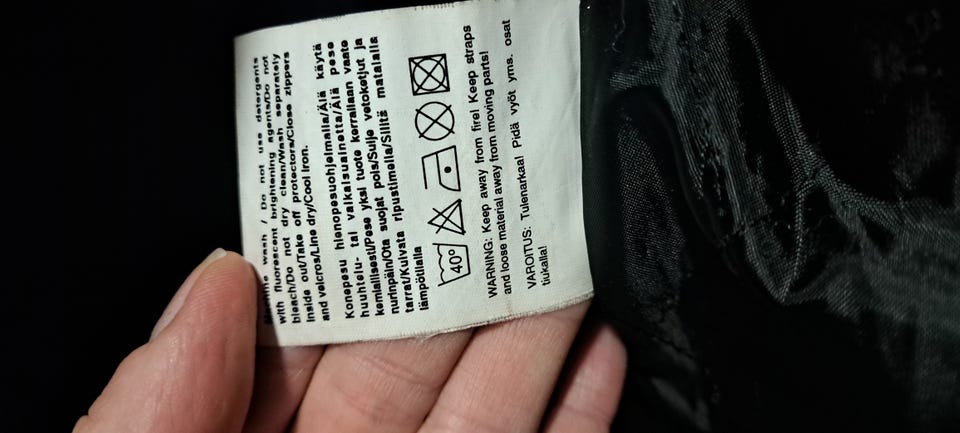 wash / Do not use detergents
with fluorescent brightening agents/Do not
bleach/Do not dry clean/Wash separately
inside out/Take off protectors/Close zippers
and velcros/Line dry/Cool iron.
Konepesu hienopesuohjelmalla/Älä käytä
huuhtelu- tai valkaisuainetta/Älä pese
kemiallisesti/Pese yksi tuote kerrallaan vaate
nurinpäin/Ota suojat pois/Sulje vetoketjut ja
tarrat/Kuivata ripustimella/Silitä matalalla
lämpötilalla
40°
WARNING: Keep away from fire! Keep straps
and loose material away from moving parts!
VAROITUS: Tulenarkaa! Pidä vyöt yms. osat
tiukalla!